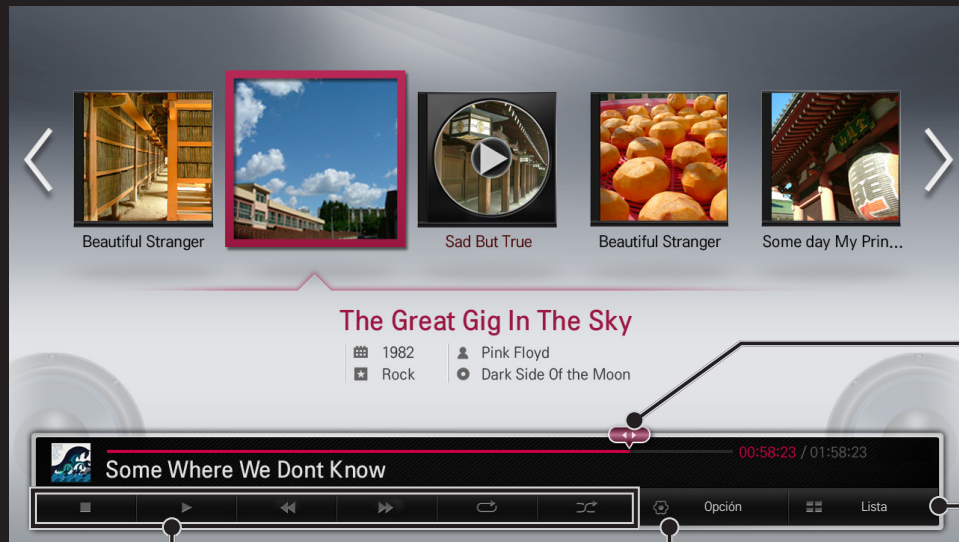 Beautiful Stranger
Sad But True
Beautiful Stranger
Some day My Prin...
The Great Gig In The Sky
1982
Pink Floyd
Rock
Dark Side Of the Moon
00:58:23 / 01:58:23
Some Where We Dont Know
Opción
Lista